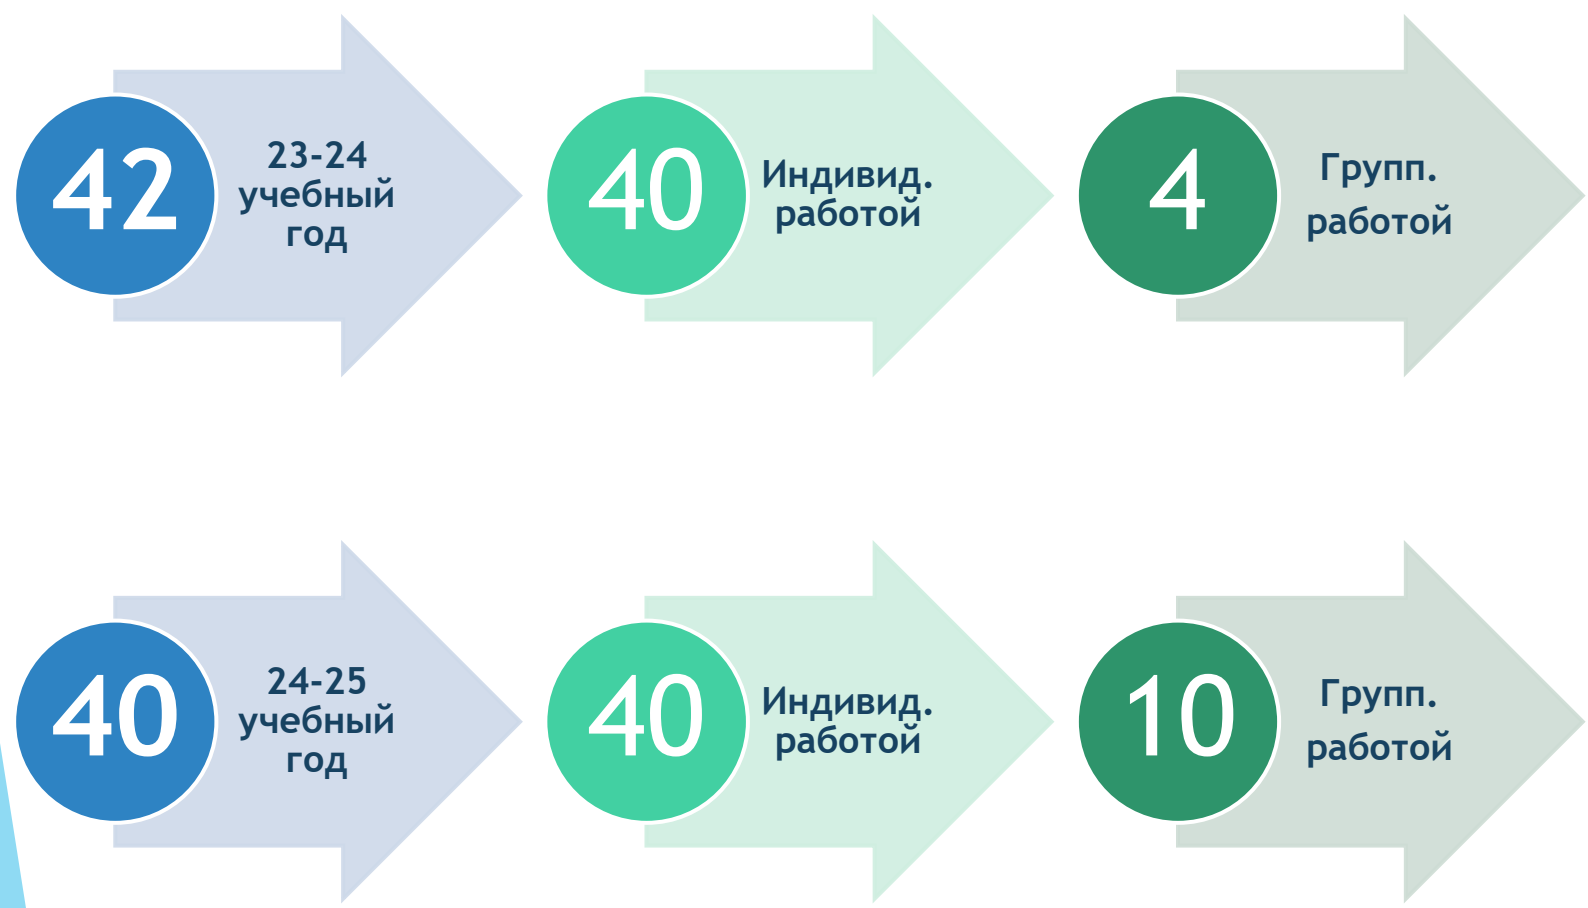 42
23-24
учебный
год
40
Индивид.
работой
4
Групп.
работой
40
24-25
учебный
год
40
Индивид.
работой
10
Групп.
работой